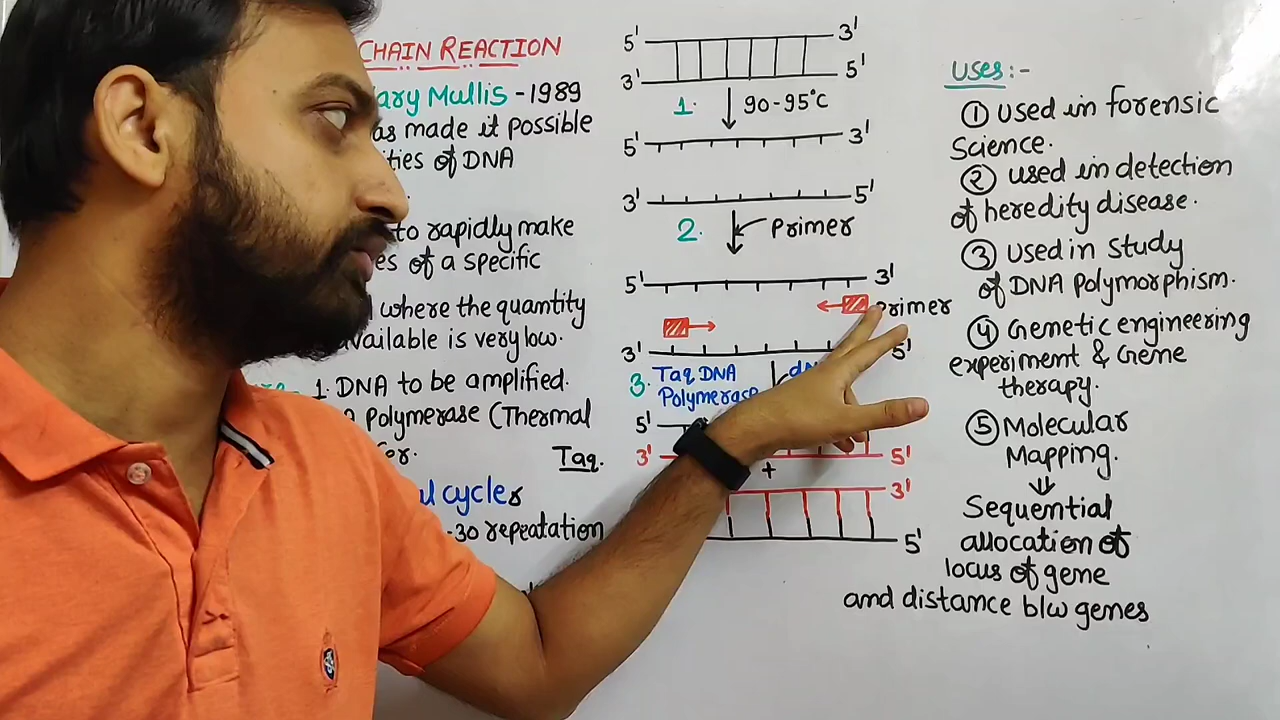 CHAIN REACTION
ary Mullis - 1989
as made it possible
ities of DNA
to rapidly make
es of a specific
where the quantity
vailable is very low.
1. DNA to be amplified.
Polymerase (Thermal
fer.
Taq.
l cycles
-30 repeatation
5' 3'
3' 5'
1. 90-95°C
5' 3'
3' 5'
2. Primer
5' 3'
Primer
3' 5'
3. Taq DNA
Polymerase
5'
3' 5'
+
3'
5'
Uses:-
① used in forensic
Science.
② used in detection
of heredity disease.
③ used in study
of DNA Polymorphism.
④ Genetic engineering
experiment & Gene
therapy.
⑤ Molecular
Mapping.
⇓
Sequential
allocation of
locus of gene
and distance b/w genes